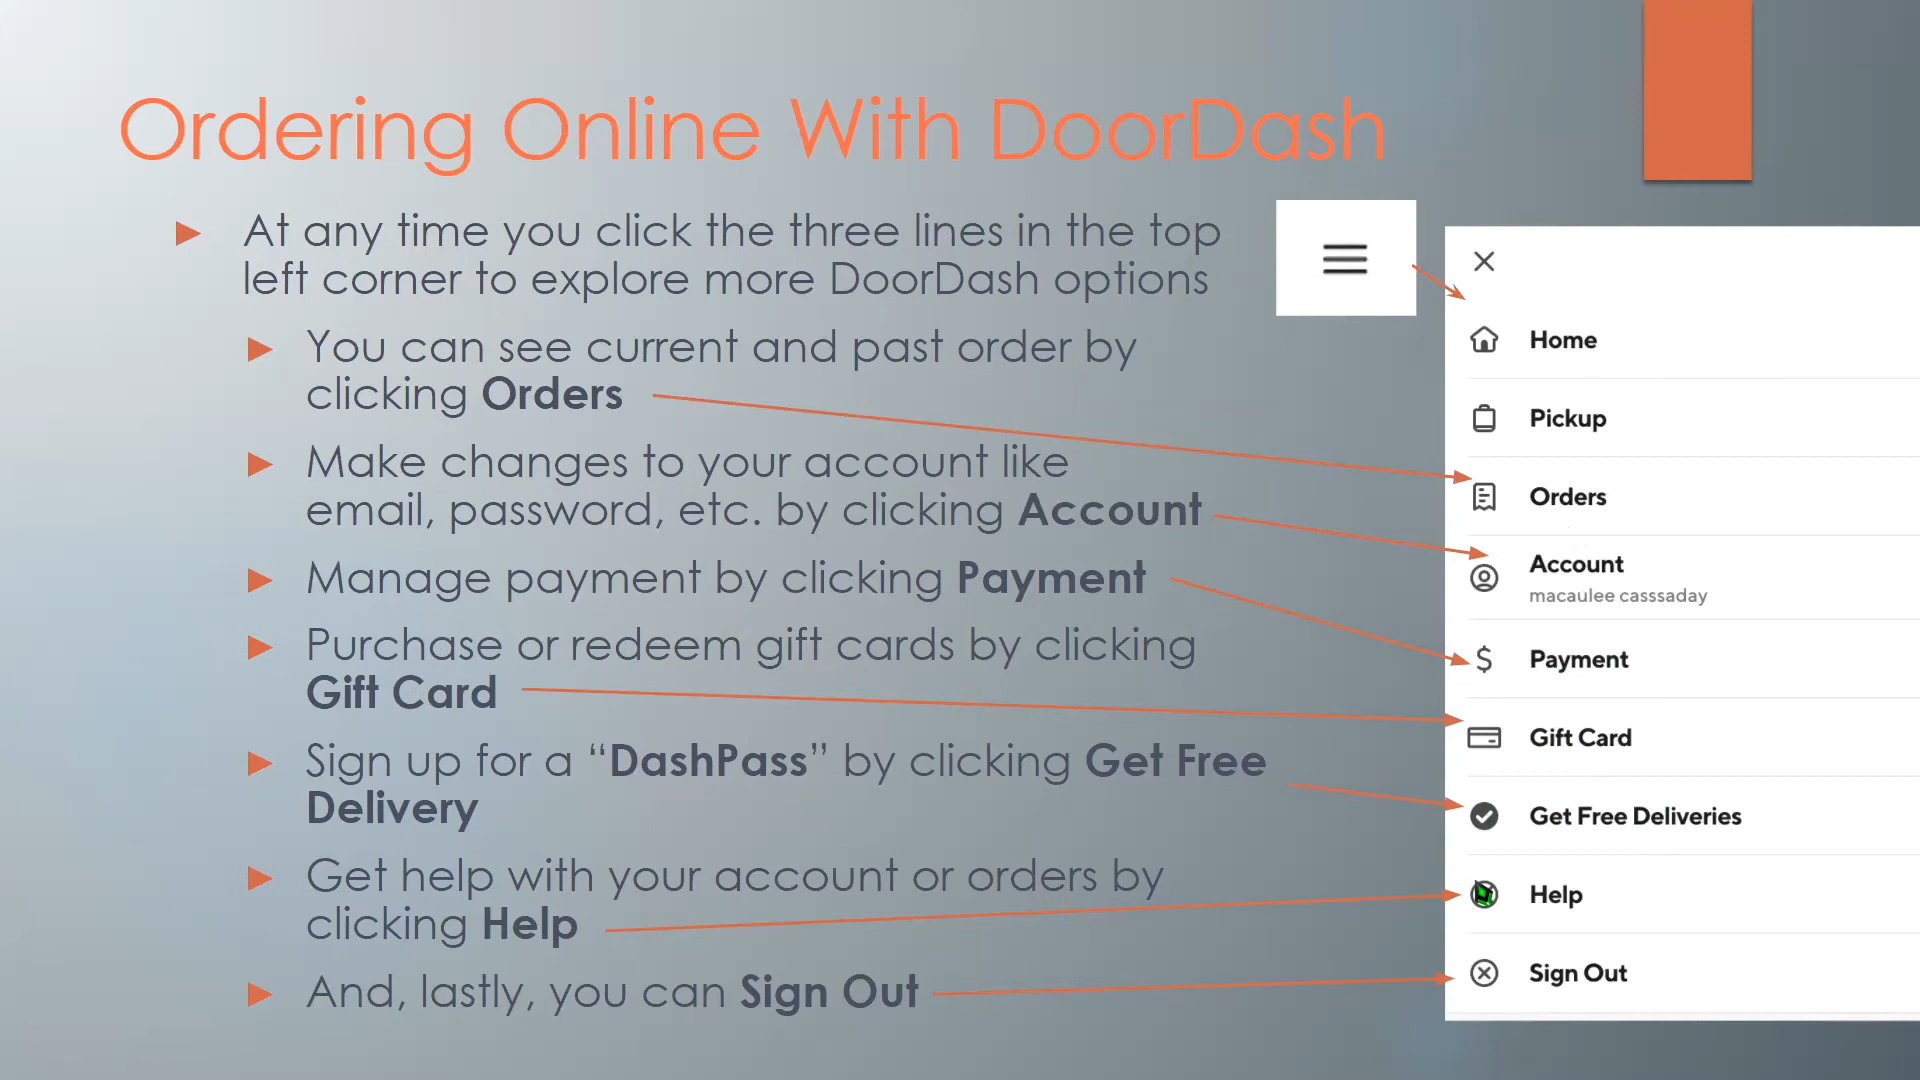 Ordering Online With DoorDash
At any time you click the three lines in the top
left corner to explore more DoorDash options
You can see current and past order by
clicking Orders
Make changes to your account like
email, password, etc. by clicking Account
Manage payment by clicking Payment
Purchase or redeem gift cards by clicking
Gift Card
Sign up for a “DashPass” by clicking Get Free
Delivery
Get help with your account or orders by
clicking Help
And, lastly, you can Sign Out
Home
Pickup
Orders
Account
macaulee casssaday
Payment
Gift Card
Get Free Deliveries
Help
Sign Out